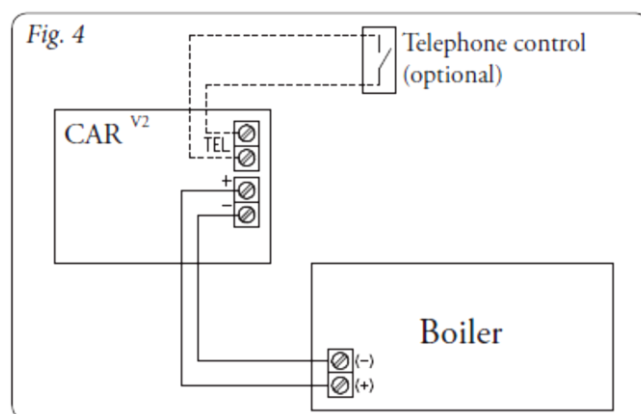 Fig. 4
Telephone control
(optional)
CAR V2
TEL
+
−
Boiler
(-)
(+)